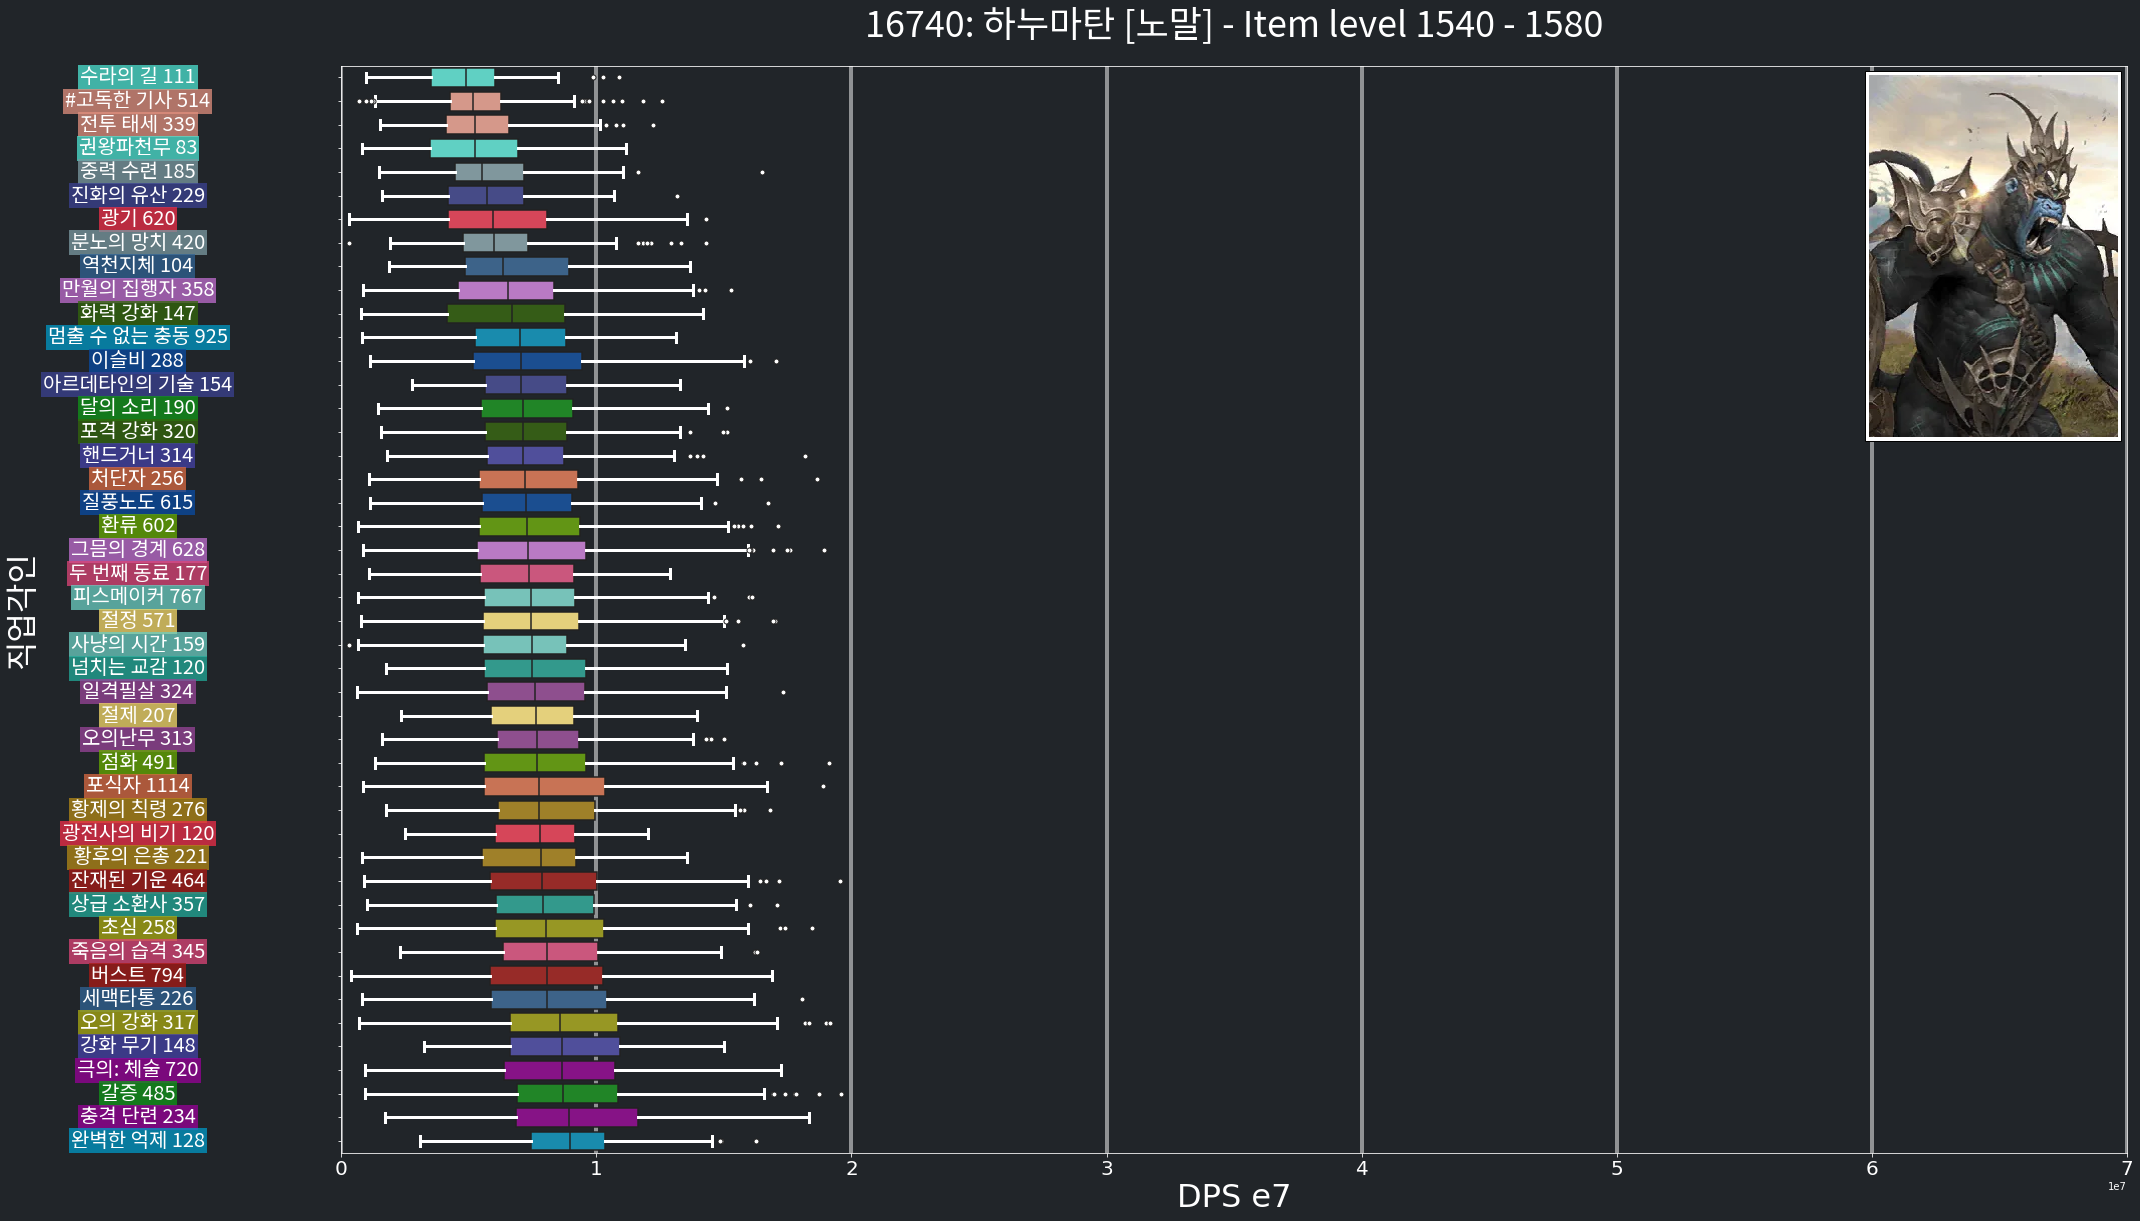 16740: 하누마탄 [노말] - Item level 1540 - 1580
직업각인
수라의 길 111
#고독한 기사 514
전투 태세 339
권왕파천무 83
중력 수련 185
진화의 유산 229
광기 620
분노의 망치 420
역천지체 104
만월의 집행자 358
화력 강화 147
멈출 수 없는 충동 925
이슬비 288
아르데타인의 기술 154
달의 소리 190
포격 강화 320
핸드거너 314
처단자 256
질풍노도 615
환류 602
그믐의 경계 628
두 번째 동료 177
피스메이커 767
절정 571
사냥의 시간 159
넘치는 교감 120
일격필살 324
절제 207
오의난무 313
점화 491
포식자 1114
황제의 칙령 276
광전사의 비기 120
황후의 은총 221
잔재된 기운 464
상급 소환사 357
초심 258
죽음의 습격 345
버스트 794
세맥타통 226
오의 강화 317
강화 무기 148
극의: 체술 720
갈증 485
충격 단련 234
완벽한 억제 128
0 1 2 3 4 5 6 7
1e7
DPS e7